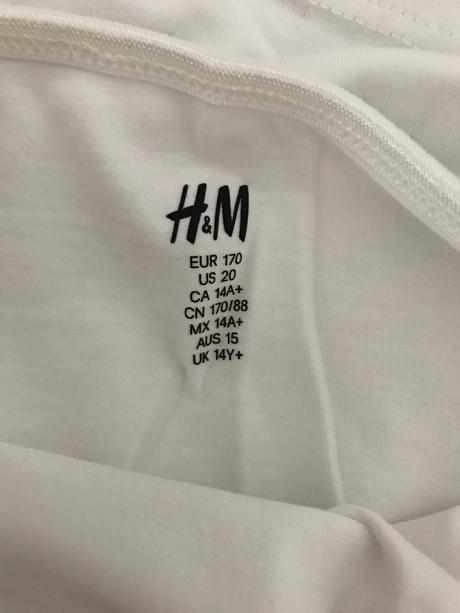 H&M
EUR 170
US 20
CA 14A+
CN 170/88
MX 14A+
AUS 15
UK 14Y+